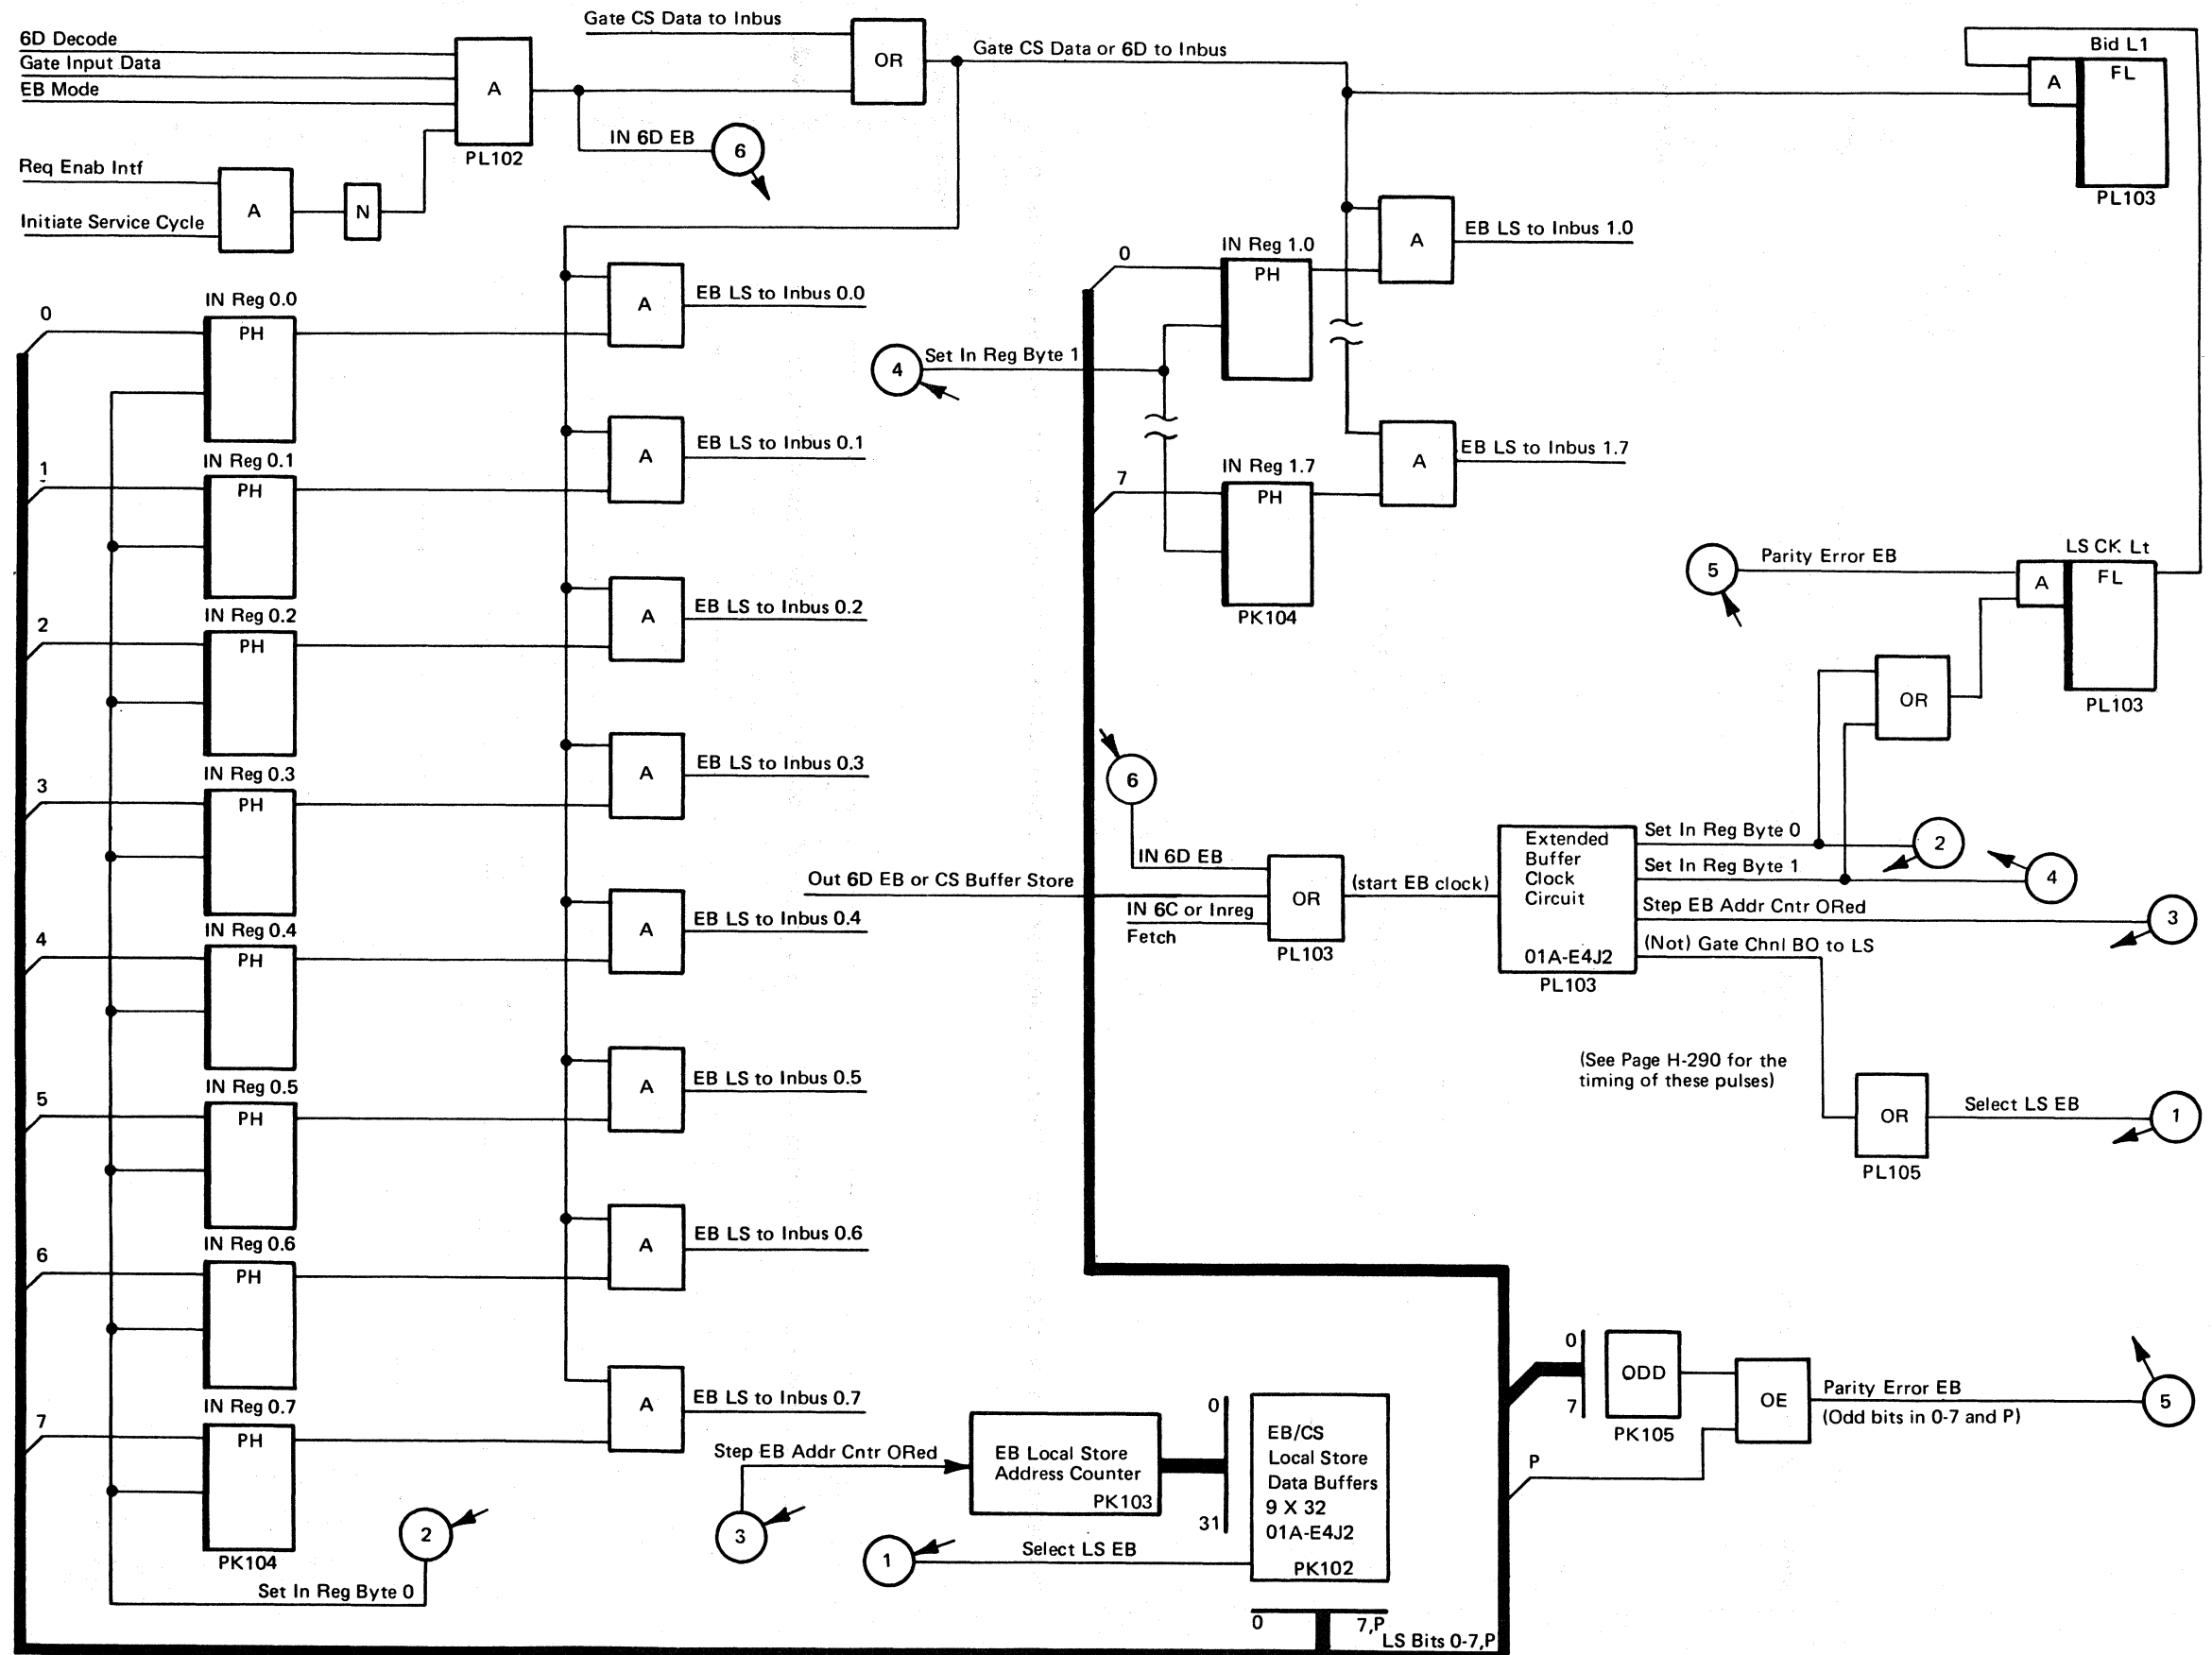 Gate CS Data to Inbus
6D Decode
Gate Input Data
EB Mode
A
PL102
OR
Gate CS Data or 6D to Inbus
Bid L1
A
FL
PL103
IN 6D EB
6
Req Enab Intf
Initiate Service Cycle
A
N
A
EB LS to Inbus 1.0
0
IN Reg 1.0
PH
4
Set In Reg Byte 1
A
EB LS to Inbus 1.7
7
IN Reg 1.7
PH
PK104
0
IN Reg 0.0
PH
A
EB LS to Inbus 0.0
1
IN Reg 0.1
PH
A
EB LS to Inbus 0.1
2
IN Reg 0.2
PH
A
EB LS to Inbus 0.2
3
IN Reg 0.3
PH
A
EB LS to Inbus 0.3
4
IN Reg 0.4
PH
A
EB LS to Inbus 0.4
5
IN Reg 0.5
PH
A
EB LS to Inbus 0.5
6
IN Reg 0.6
PH
A
EB LS to Inbus 0.6
7
IN Reg 0.7
PH
A
EB LS to Inbus 0.7
PK104
2
Set In Reg Byte 0
5
Parity Error EB
LS CK Lt
A
FL
PL103
OR
6
IN 6D EB
Out 6D EB or CS Buffer Store
IN 6C or Inreg
Fetch
OR
PL103
(start EB clock)
Extended
Buffer
Clock
Circuit
01A-E4J2
PL103
Set In Reg Byte 0
2
Set In Reg Byte 1
4
Step EB Addr Cntr ORed
3
(Not) Gate Chnl BO to LS
(See Page H-290 for the
timing of these pulses)
OR
PL105
Select LS EB
1
Step EB Addr Cntr ORed
3
EB Local Store
Address Counter
PK103
0
31
EB/CS
Local Store
Data Buffers
9 X 32
01A-E4J2
PK102
1
Select LS EB
0
7,P
LS Bits 0-7,P
0
7
ODD
PK105
P
OE
Parity Error EB
(Odd bits in 0-7 and P)
5